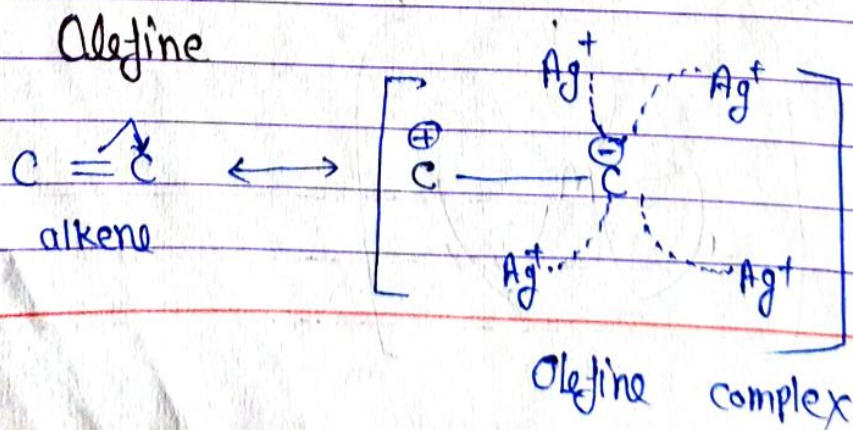 Olefine
Ag⁺ Ag⁺
C = C ⟷ [ ⊕C — ⊖C ]
alkene
Ag⁺ Ag⁺
Olefine complex